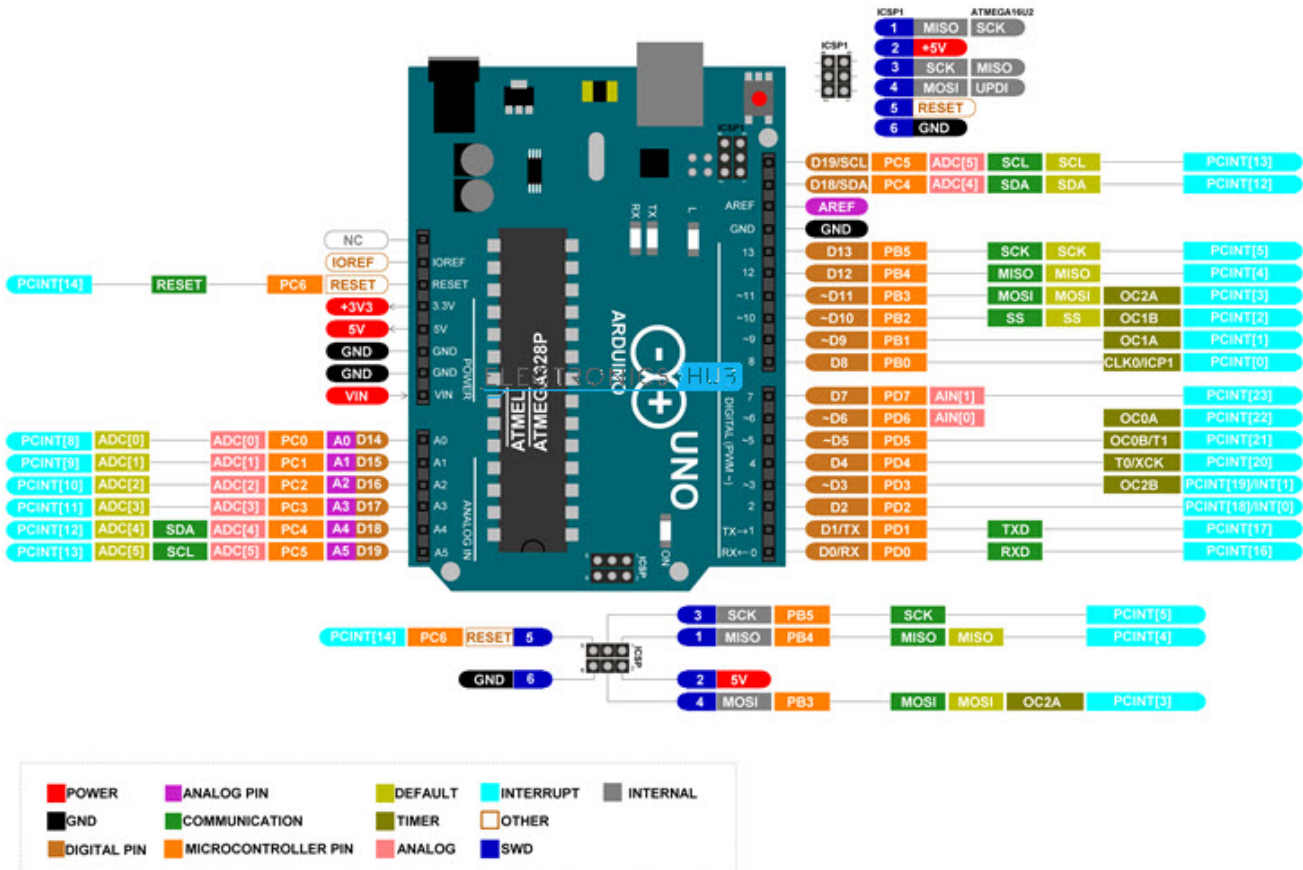 ICSP1 ATMEGA16U2
1 MISO SCK
2 +5V
3 SCK MISO
4 MOSI UPDI
5 RESET
6 GND
ICSP1
ICSP1
D19/SCL PC5 ADC[5] SCL SCL PCINT[13]
D18/SDA PC4 ADC[4] SDA SDA PCINT[12]
AREF AREF
GND GND
13 D13 PB5 SCK SCK PCINT[5]
12 D12 PB4 MISO MISO PCINT[4]
~11 ~D11 PB3 MOSI MOSI OC2A PCINT[3]
~10 ~D10 PB2 SS SS OC1B PCINT[2]
~9 ~D9 PB1 OC1A PCINT[1]
8 D8 PB0 CLK0/ICP1 PCINT[0]
7 D7 PD7 AIN[1] PCINT[23]
~6 ~D6 PD6 AIN[0] OC0A PCINT[22]
~5 ~D5 PD5 OC0B/T1 PCINT[21]
4 D4 PD4 T0/XCK PCINT[20]
~3 ~D3 PD3 OC2B PCINT[19]/INT[1]
2 D2 PD2 PCINT[18]/INT[0]
TX→1 D1/TX PD1 TXD PCINT[17]
RX←0 D0/RX PD0 RXD PCINT[16]
RX TX L
NC
IOREF IOREF
PCINT[14] RESET PC6 RESET RESET
+3V3 3.3V
5V 5V
GND GND
GND GND
VIN VIN
POWER
PCINT[8] ADC[0] ADC[0] PC0 A0 D14 A0
PCINT[9] ADC[1] ADC[1] PC1 A1 D15 A1
PCINT[10] ADC[2] ADC[2] PC2 A2 D16 A2
PCINT[11] ADC[3] ADC[3] PC3 A3 D17 A3
PCINT[12] ADC[4] SDA ADC[4] PC4 A4 D18 A4
PCINT[13] ADC[5] SCL ADC[5] PC5 A5 D19 A5
ANALOG IN
ATMEL
ATMEGA328P
ARDUINO
UNO
ELECTRONICS HUB
DIGITAL (PWM ~)
ON
ICSP
PCINT[14] PC6 RESET 5
GND 6
ICSP
3 SCK PB5 SCK PCINT[5]
1 MISO PB4 MISO MISO PCINT[4]
2 5V
4 MOSI PB3 MOSI MOSI OC2A PCINT[3]
POWER ANALOG PIN DEFAULT INTERRUPT INTERNAL
GND COMMUNICATION TIMER OTHER
DIGITAL PIN MICROCONTROLLER PIN ANALOG SWD